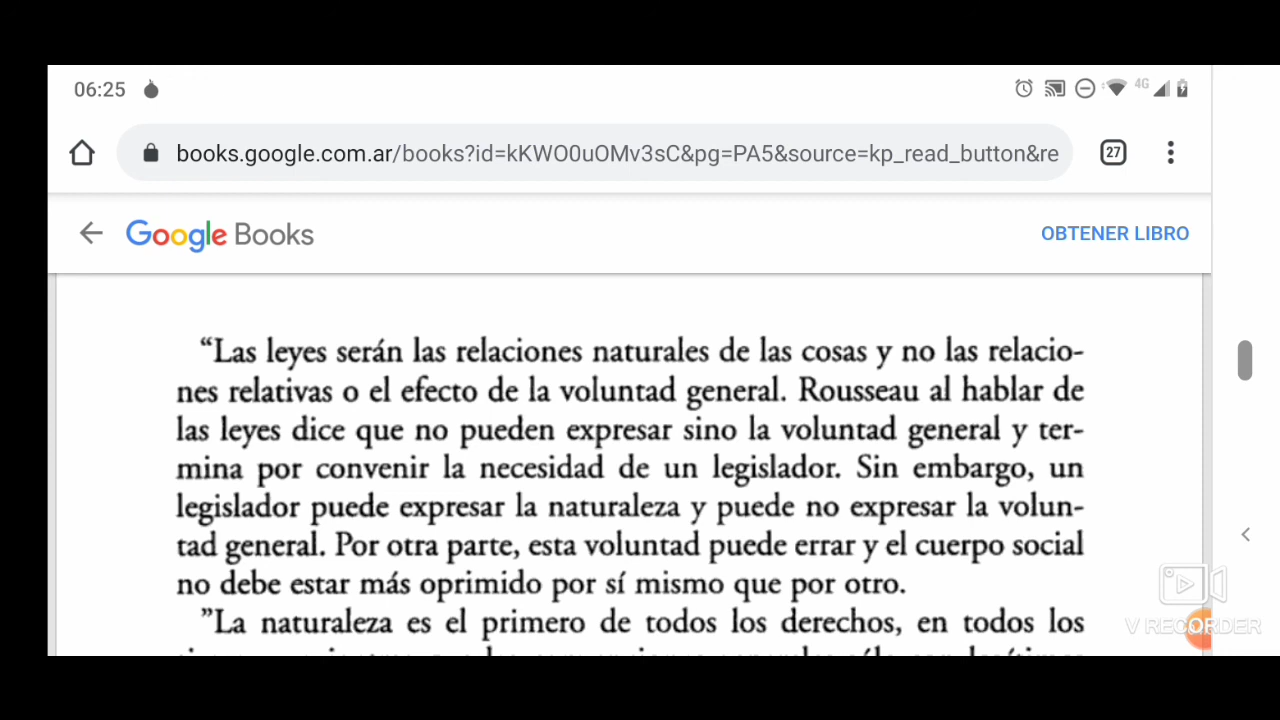 06:25 4G
books.google.com.ar/books?id=kKWO0uOMv3sC&pg=PA5&source=kp_read_button&re 27
Google Books OBTENER LIBRO
“Las leyes serán las relaciones naturales de las cosas y no las relacio-
nes relativas o el efecto de la voluntad general. Rousseau al hablar de
las leyes dice que no pueden expresar sino la voluntad general y ter-
mina por convenir la necesidad de un legislador. Sin embargo, un
legislador puede expresar la naturaleza y puede no expresar la volun-
tad general. Por otra parte, esta voluntad puede errar y el cuerpo social
no debe estar más oprimido por sí mismo que por otro.
”La naturaleza es el primero de todos los derechos, en todos los
V RECORDER